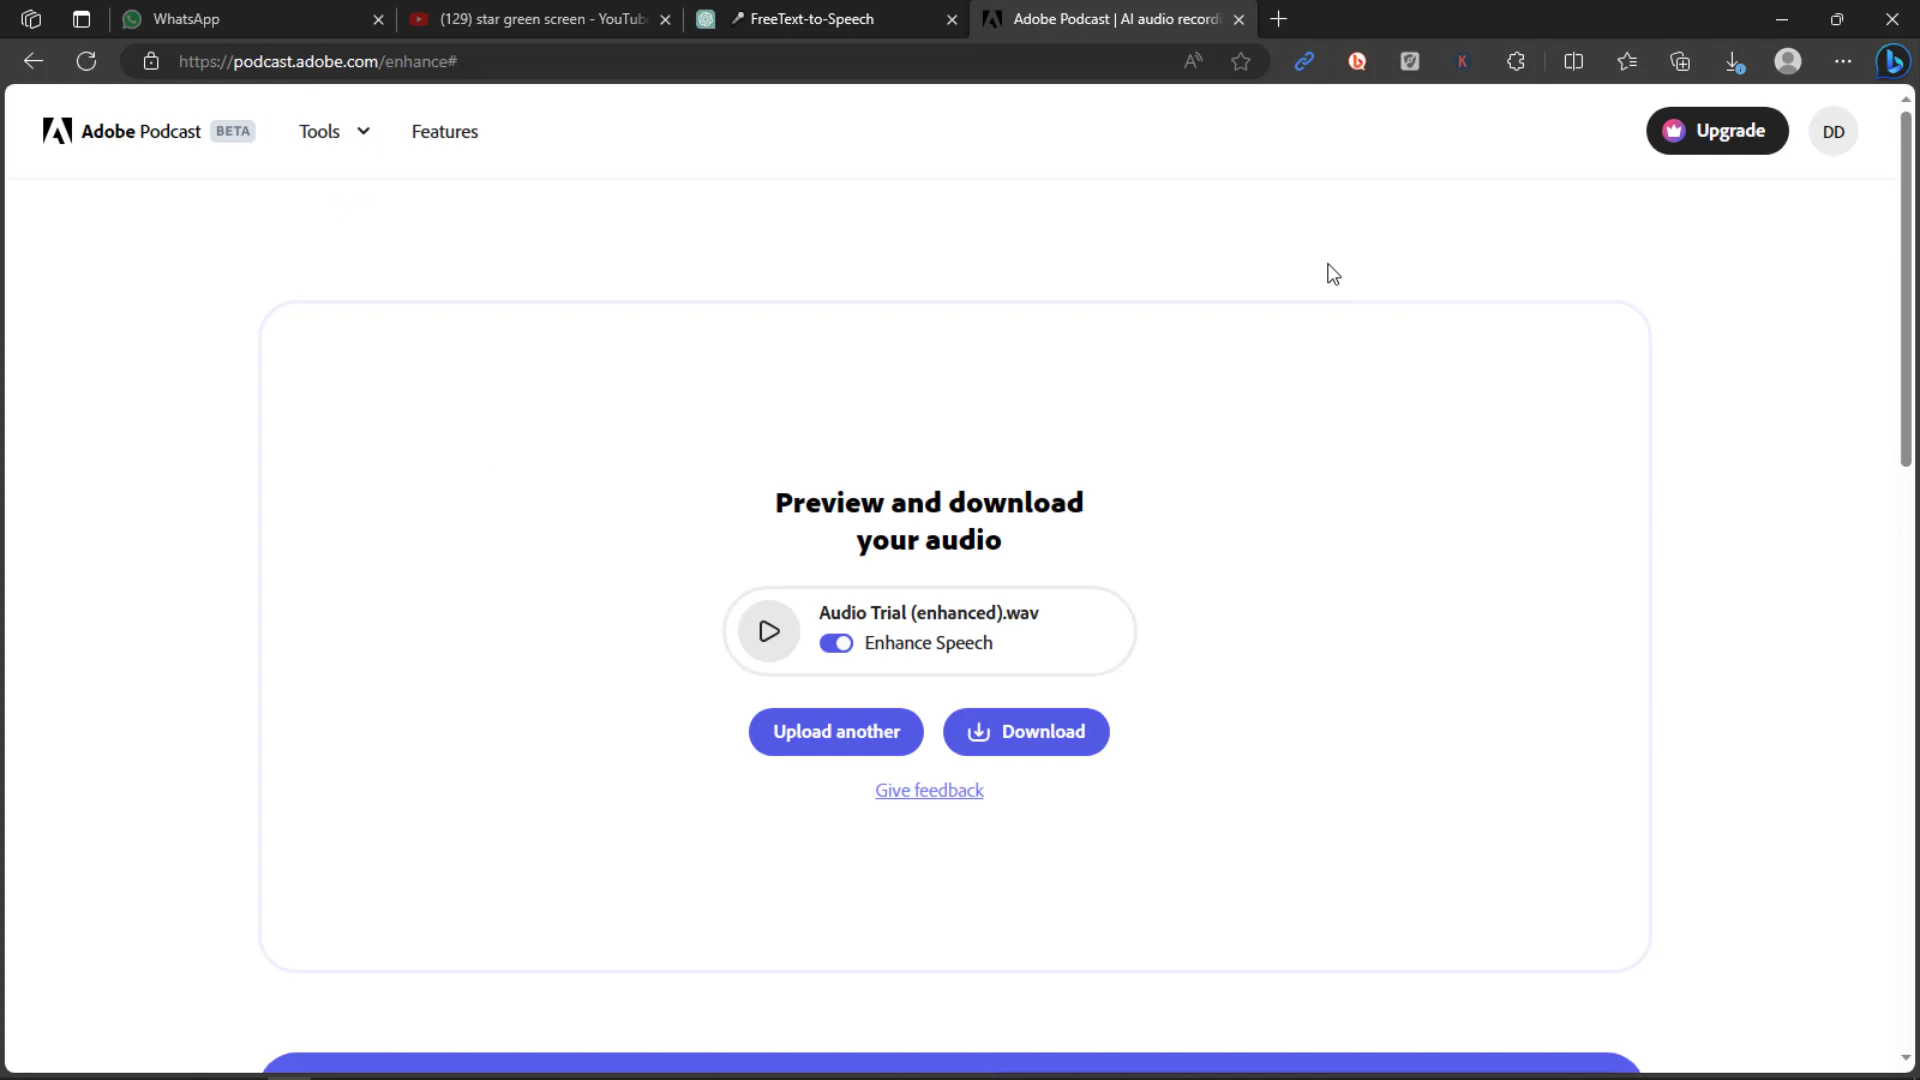 WhatsApp
(129) star green screen - YouTub
FreeText-to-Speech
Adobe Podcast | AI audio recordi
https://podcast.adobe.com/enhance#
Adobe Podcast BETA
Tools
Features
Upgrade
DD
Preview and download
your audio
Audio Trial (enhanced).wav
Enhance Speech
Upload another
Download
Give feedback